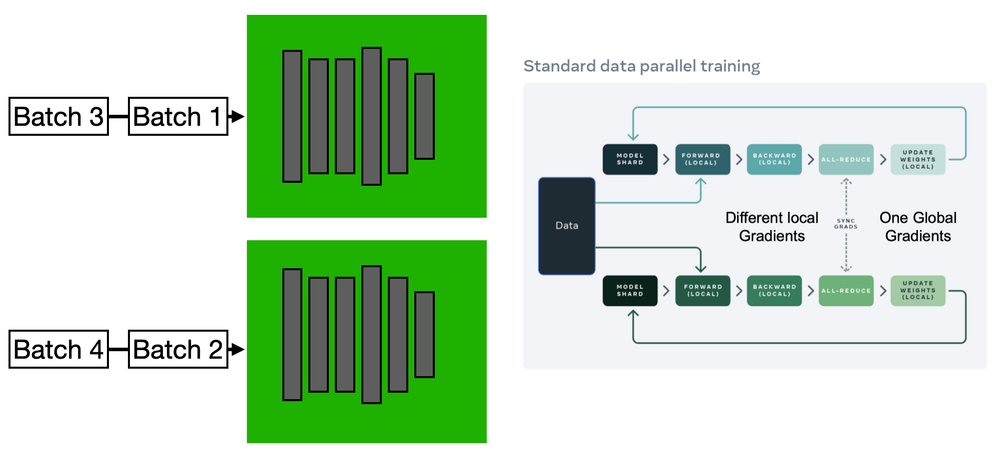 Batch 3
Batch 1
Batch 4
Batch 2
Standard data parallel training
MODEL
SHARD
FORWARD
(LOCAL)
BACKWARD
(LOCAL)
ALL-REDUCE
UPDATE
WEIGHTS
(LOCAL)
Data
Different local
Gradients
SYNC
GRADS
One Global
Gradients
MODEL
SHARD
FORWARD
(LOCAL)
BACKWARD
(LOCAL)
ALL-REDUCE
UPDATE
WEIGHTS
(LOCAL)